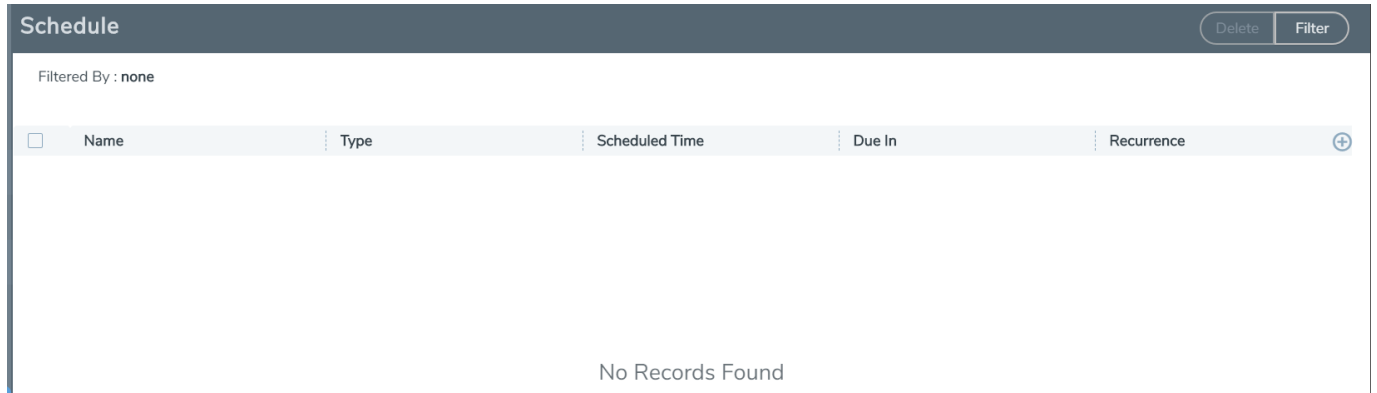 Schedule
Delete Filter
Filtered By : none
Name Type Scheduled Time Due In Recurrence
No Records Found